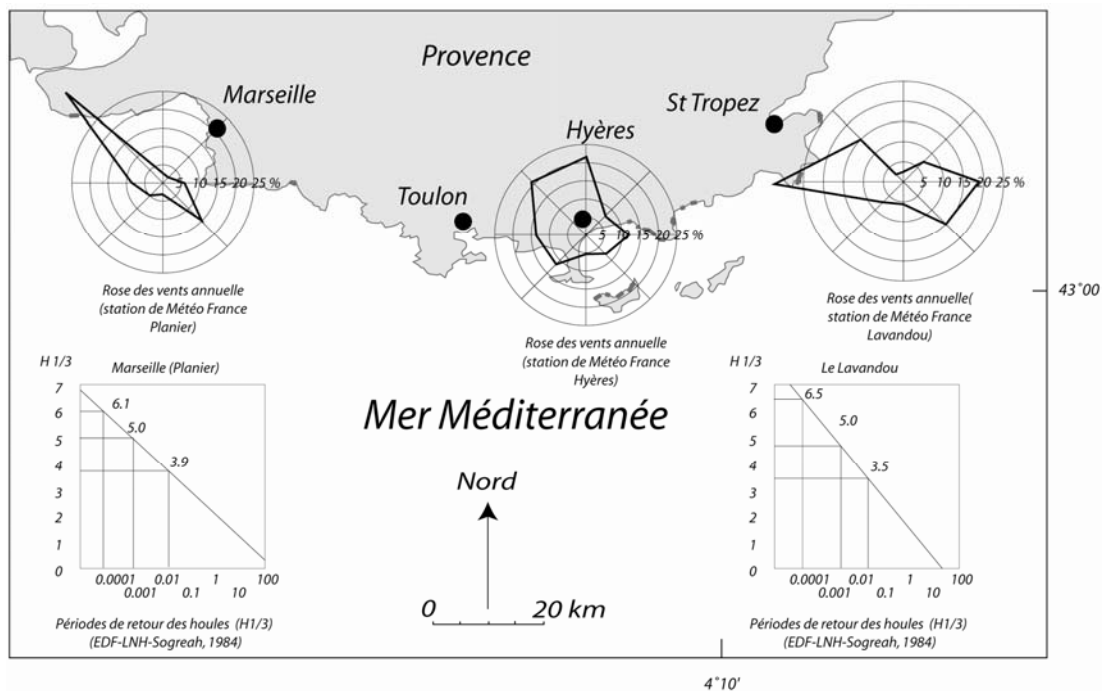 Provence
Marseille
St Tropez
Hyères
Toulon
5 10 15 20 25 %
5 10 15 20 25 %
5 10 15 20 25 %
Rose des vents annuelle
(station de Météo France
Planier)
Rose des vents annuelle
(station de Météo France
Hyères)
Rose des vents annuelle(
station de Météo France
Lavandou)
43°00
H 1/3
Marseille (Planier)
7
6
5
4
3
2
1
0
6.1
5.0
3.9
0.0001 0.01 1 100
0.001 0.1 10
Périodes de retour des houles (H1/3)
(EDF-LNH-Sogreah, 1984)
Mer Méditerranée
Nord
0 20 km
H 1/3
Le Lavandou
7
6
5
4
3
2
1
0
6.5
5.0
3.5
0.0001 0.01 1 100
0.001 0.1 10
Périodes de retour des houles (H1/3)
(EDF-LNH-Sogreah, 1984)
4°10'